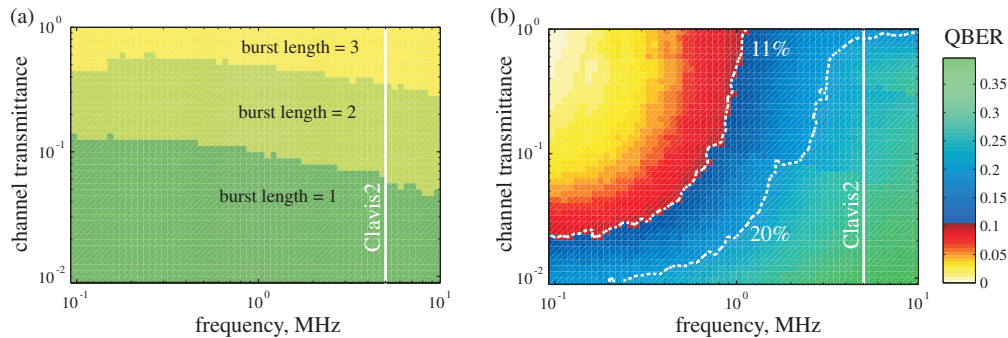 (a)
10^0
10^-1
10^-2
channel transmittance
burst length = 3
burst length = 2
burst length = 1
Clavis2
10^-1
10^0
10^1
frequency, MHz
(b)
10^0
10^-1
10^-2
channel transmittance
11%
20%
Clavis2
10^-1
10^0
10^1
frequency, MHz
QBER
0.35
0.3
0.25
0.2
0.15
0.1
0.05
0